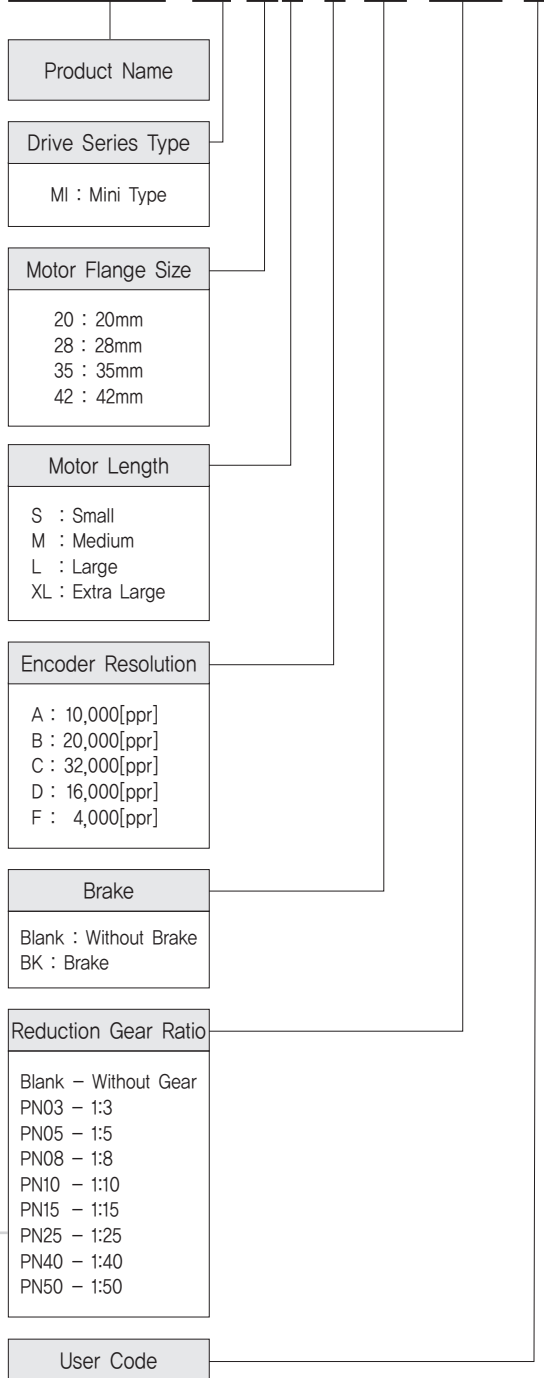 Product Name
Drive Series Type
MI : Mini Type
Motor Flange Size
20 : 20mm
28 : 28mm
35 : 35mm
42 : 42mm
Motor Length
S : Small
M : Medium
L : Large
XL : Extra Large
Encoder Resolution
A : 10,000[ppr]
B : 20,000[ppr]
C : 32,000[ppr]
D : 16,000[ppr]
F : 4,000[ppr]
Brake
Blank : Without Brake
BK : Brake
Reduction Gear Ratio
Blank – Without Gear
PN03 – 1:3
PN05 – 1:5
PN08 – 1:8
PN10 – 1:10
PN15 – 1:15
PN25 – 1:25
PN40 – 1:40
PN50 – 1:50
User Code